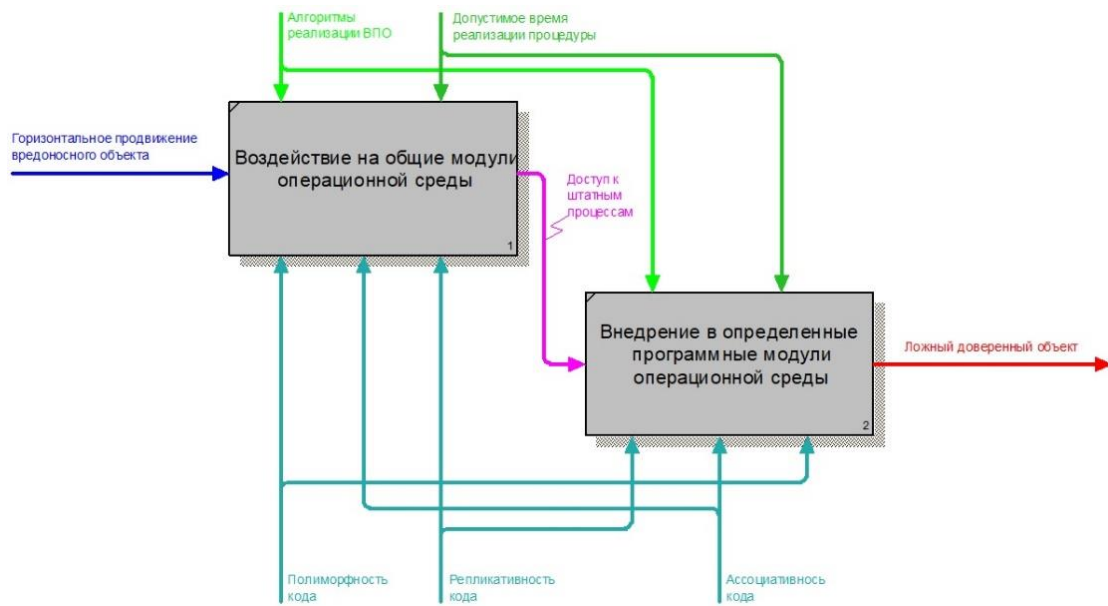 Алгоритмы
реализации ВПО
Допустимое время
реализации процедуры
Горизонтальное продвижение
вредоносного объекта
Воздействие на общие модули
операционной среды
1
Доступ к
штатным
процессам
Внедрение в определенные
программные модули
операционной среды
2
Ложный доверенный объект
Полиморфность
кода
Репликативность
кода
Ассоциативнось
кода